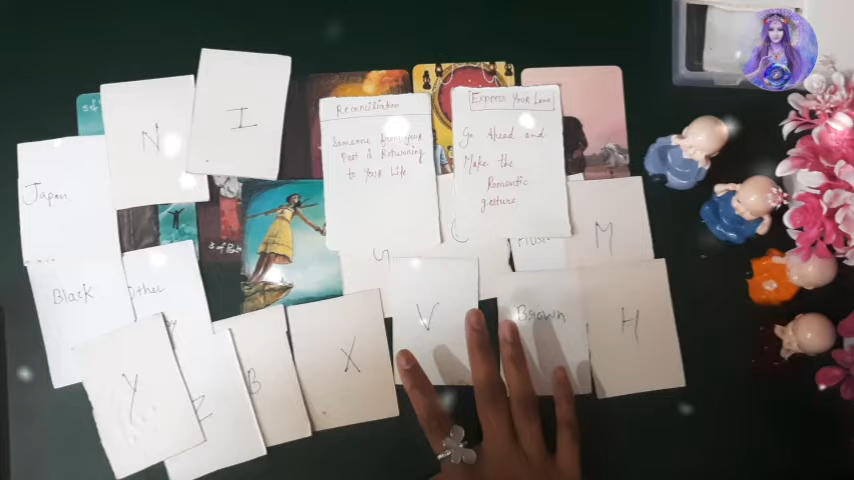 N
I
Reconciliation
Someone from your
Past is Returning
to Your Life
Express Your Love
Go Ahead and
Make the
Romantic
gesture
Japan
Black
Other
M
V
Brown
H
X
B
Y
Z